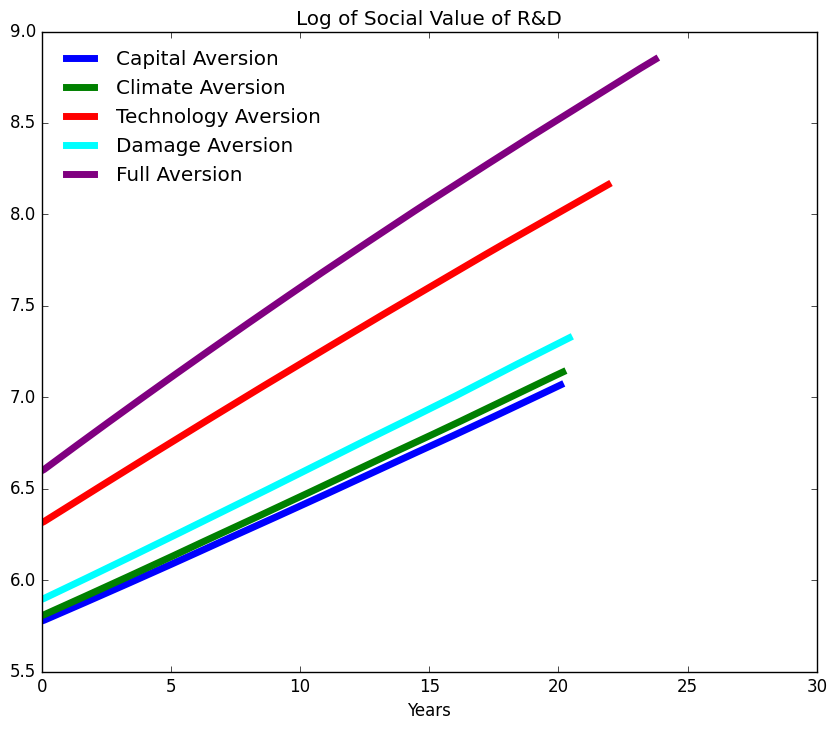 Log of Social Value of R&D
9.0
8.5
8.0
7.5
7.0
6.5
6.0
5.5
Capital Aversion
Climate Aversion
Technology Aversion
Damage Aversion
Full Aversion
0 5 10 15 20 25 30
Years